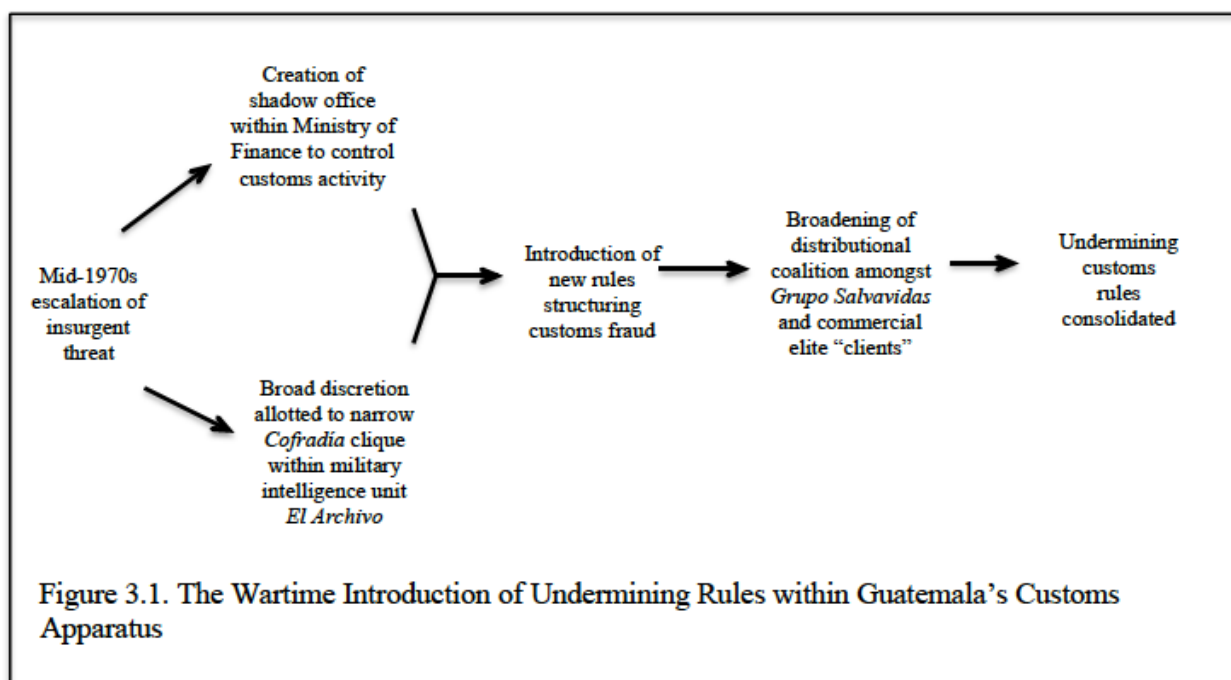 Creation of
shadow office
within Ministry of
Finance to control
customs activity
Mid-1970s
escalation of
insurgent
threat
Broad discretion
allotted to narrow
Cofradía clique
within military
intelligence unit
El Archivo
Introduction of
new rules
structuring
customs fraud
Broadening of
distributional
coalition amongst
Grupo Salvavidas
and commercial
elite “clients”
Undermining
customs
rules
consolidated
Figure 3.1. The Wartime Introduction of Undermining Rules within Guatemala’s Customs
Apparatus